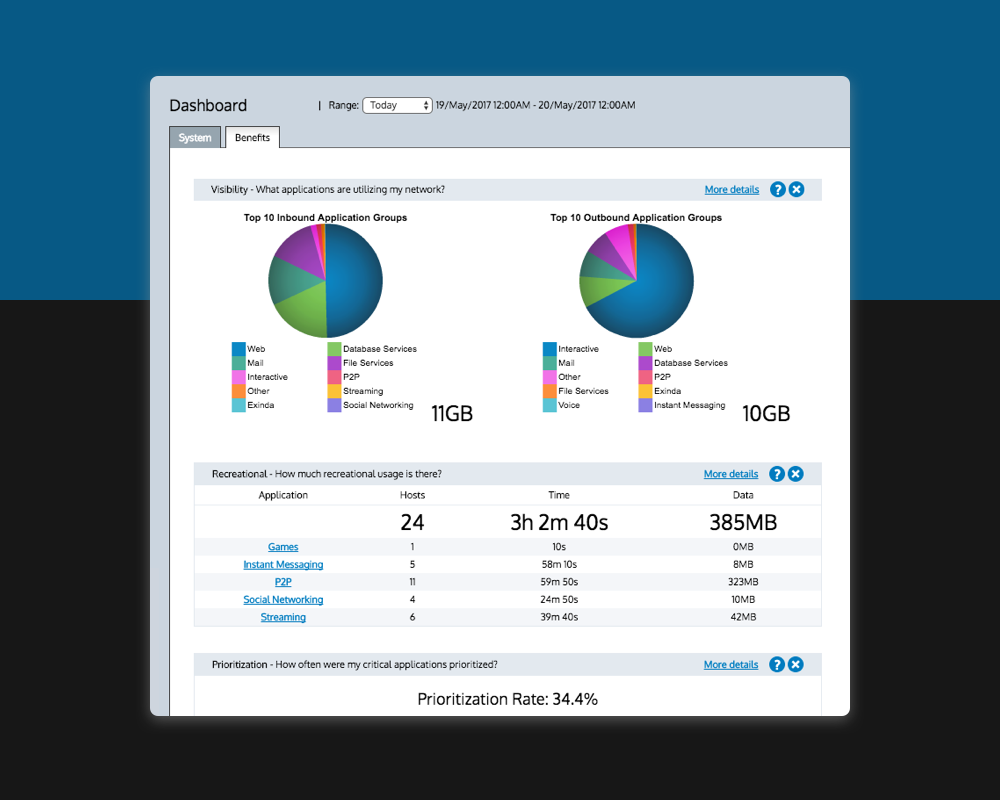 Dashboard | Range: Today 19/May/2017 12:00AM - 20/May/2017 12:00AM
System Benefits
Visibility - What applications are utilizing my network? More details ?
Top 10 Inbound Application Groups Top 10 Outbound Application Groups
Web Database Services Interactive Web
Mail File Services Mail Database Services
Interactive P2P Other P2P
Other Streaming File Services Exinda
Exinda Social Networking 11GB Voice Instant Messaging 10GB
Recreational - How much recreational usage is there? More details ?
Application Hosts Time Data
24 3h 2m 40s 385MB
Games 1 10s 0MB
Instant Messaging 5 58m 10s 8MB
P2P 11 59m 50s 323MB
Social Networking 4 24m 50s 10MB
Streaming 6 39m 40s 42MB
Prioritization - How often were my critical applications prioritized? More details ?
Prioritization Rate: 34.4%